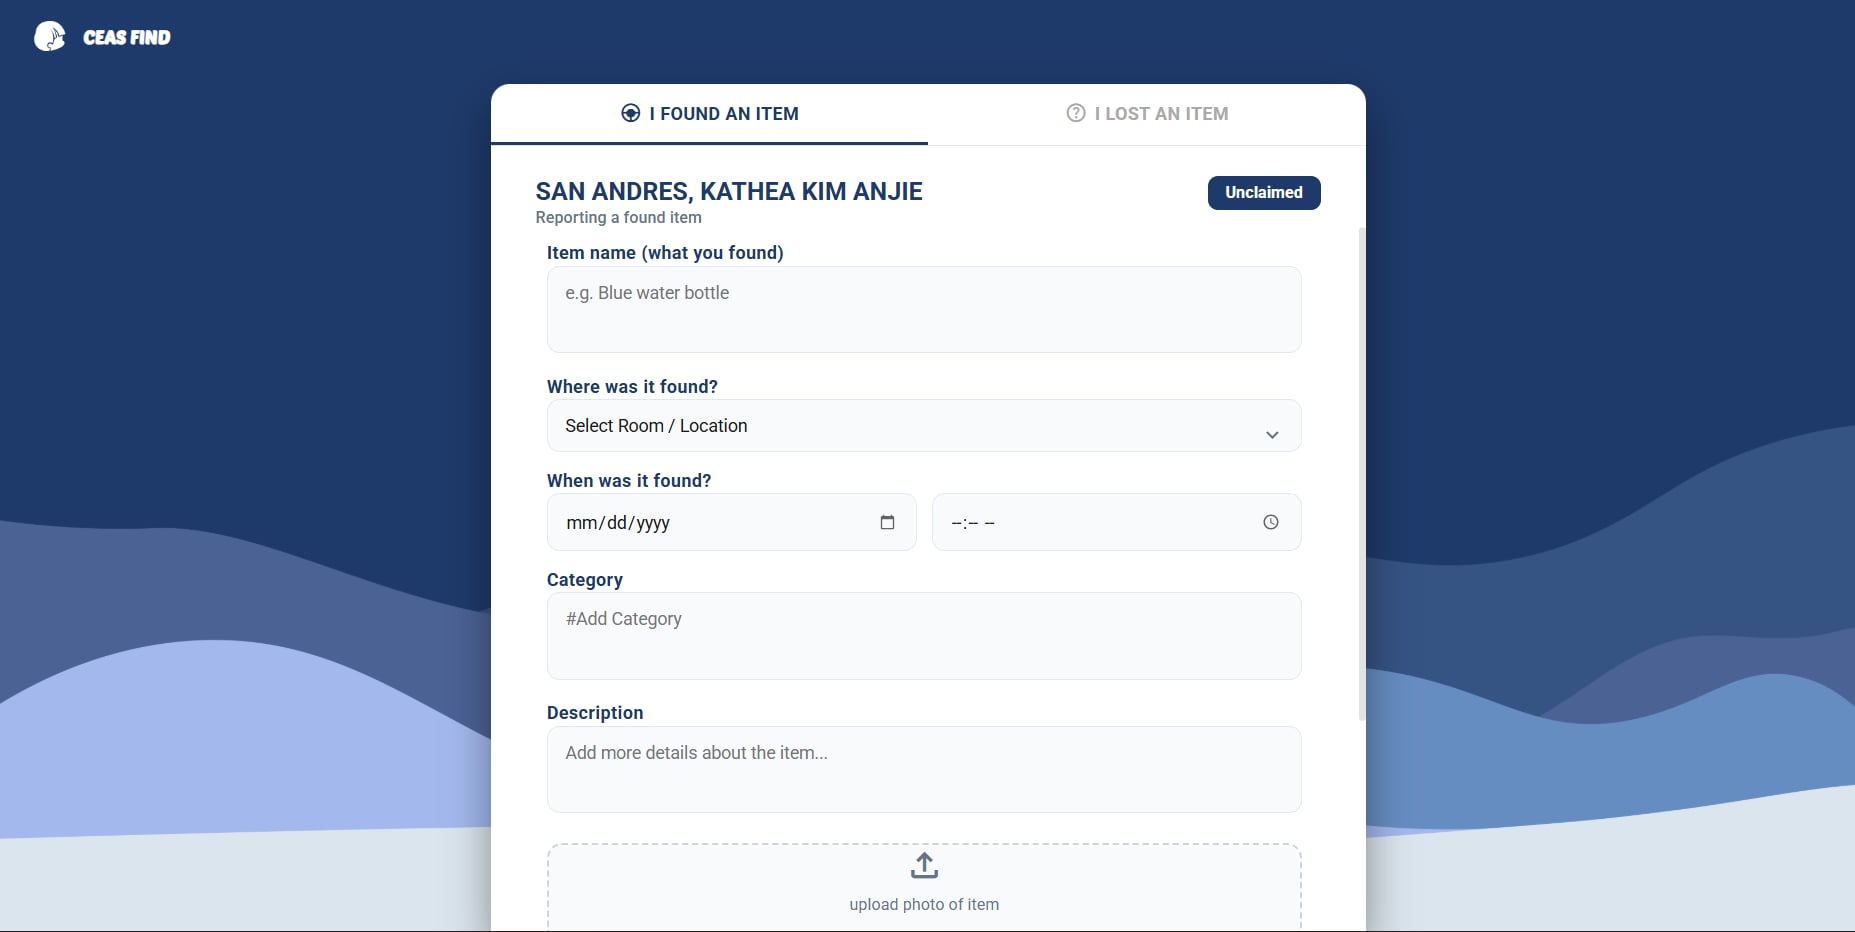 CEAS FIND
I FOUND AN ITEM
I LOST AN ITEM
SAN ANDRES, KATHEA KIM ANJIE
Unclaimed
Reporting a found item
Item name (what you found)
e.g. Blue water bottle
Where was it found?
Select Room / Location
When was it found?
mm/dd/yyyy
--:-- --
Category
#Add Category
Description
Add more details about the item...
upload photo of item